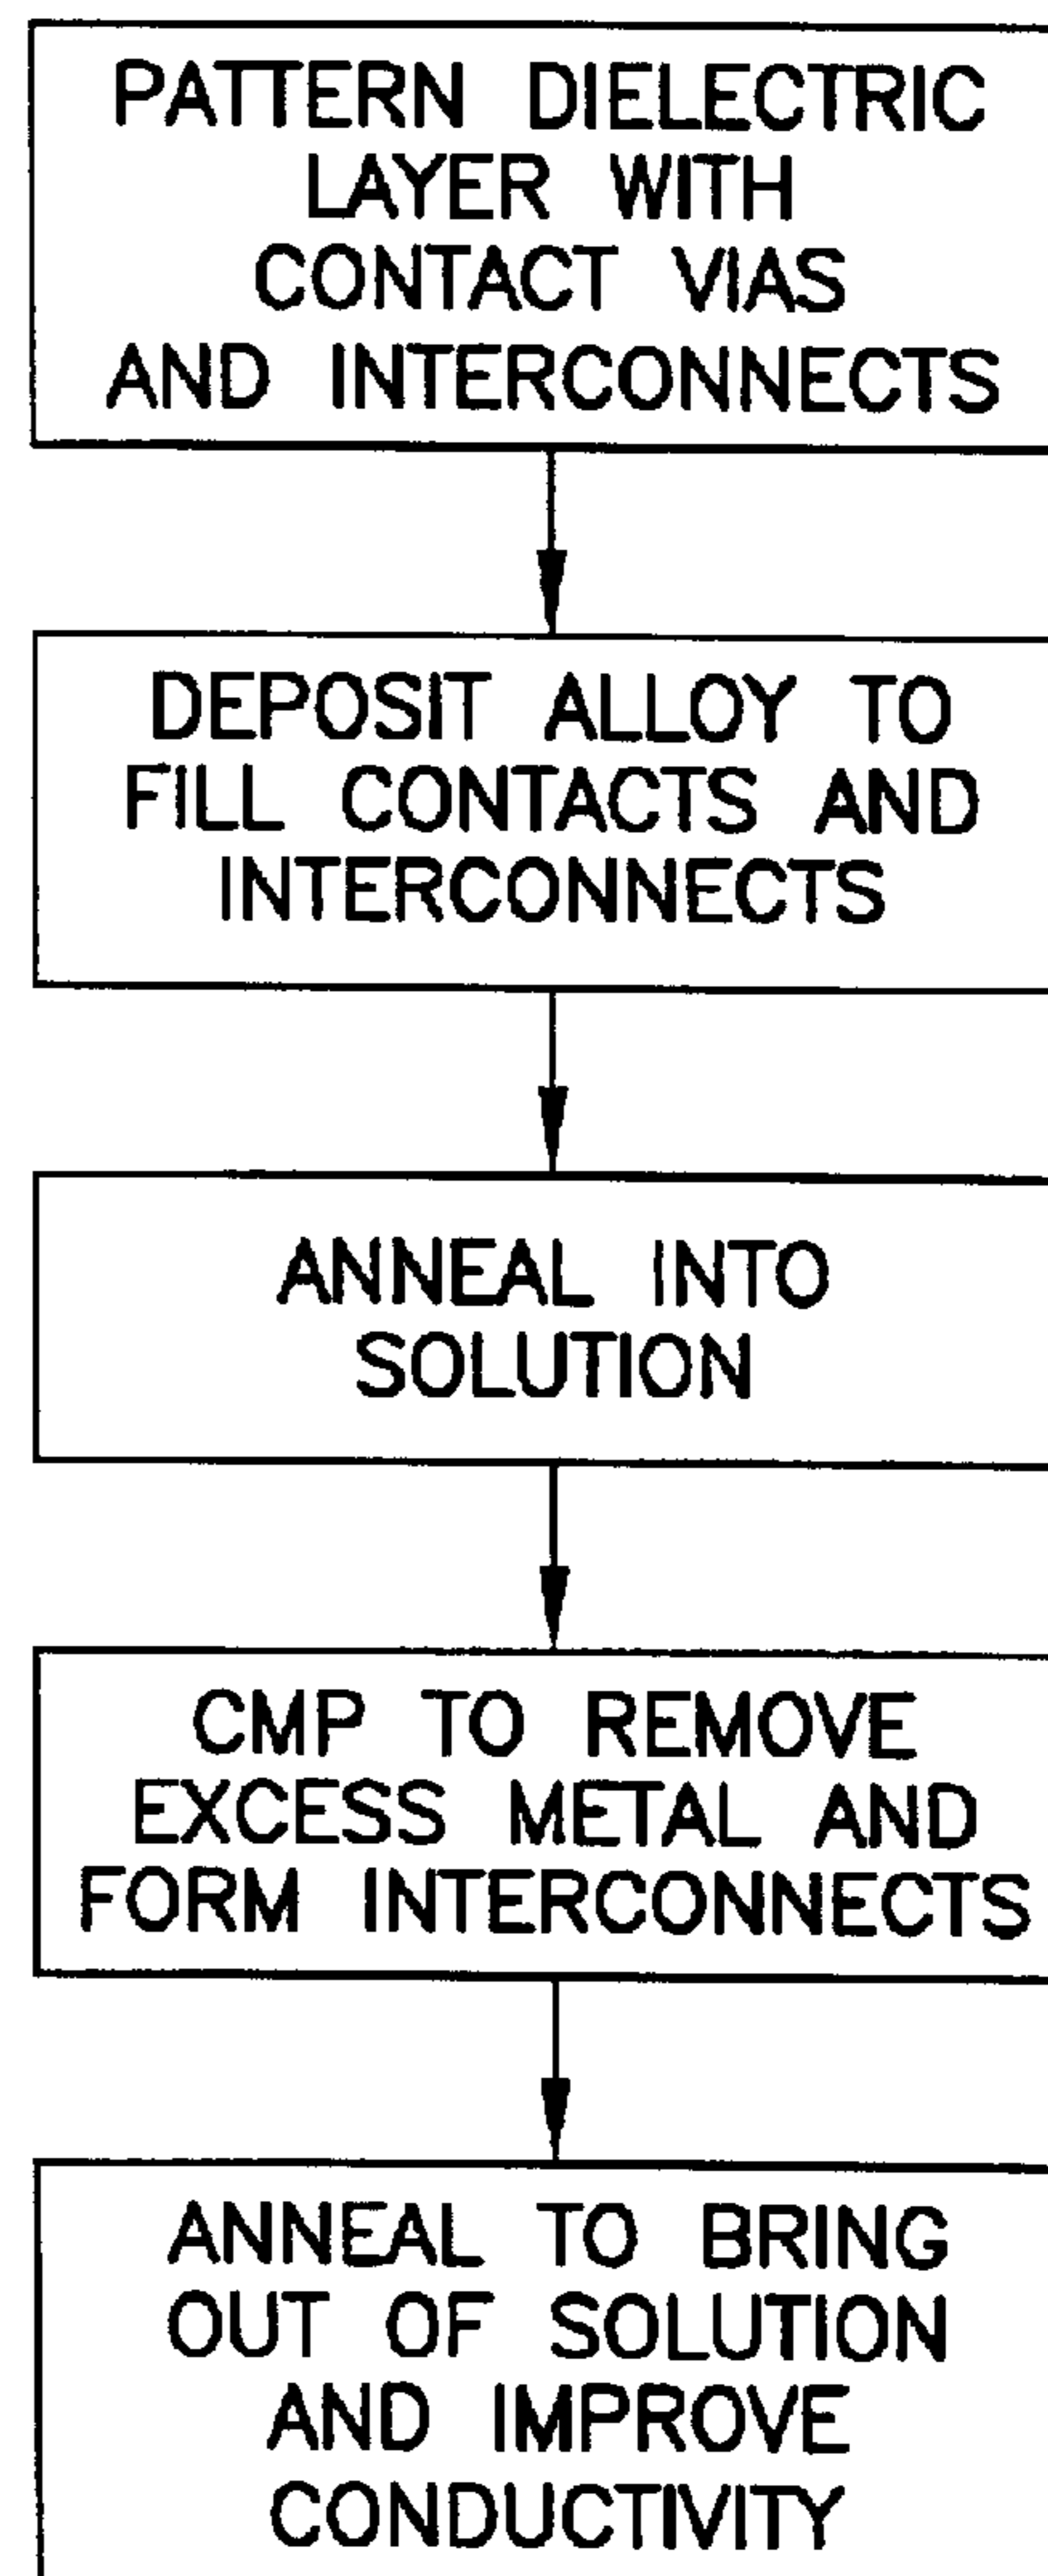 PATTERN DIELECTRIC
LAYER WITH
CONTACT VIAS
AND INTERCONNECTS
DEPOSIT ALLOY TO
FILL CONTACTS AND
INTERCONNECTS
ANNEAL INTO
SOLUTION
CMP TO REMOVE
EXCESS METAL AND
FORM INTERCONNECTS
ANNEAL TO BRING
OUT OF SOLUTION
AND IMPROVE
CONDUCTIVITY